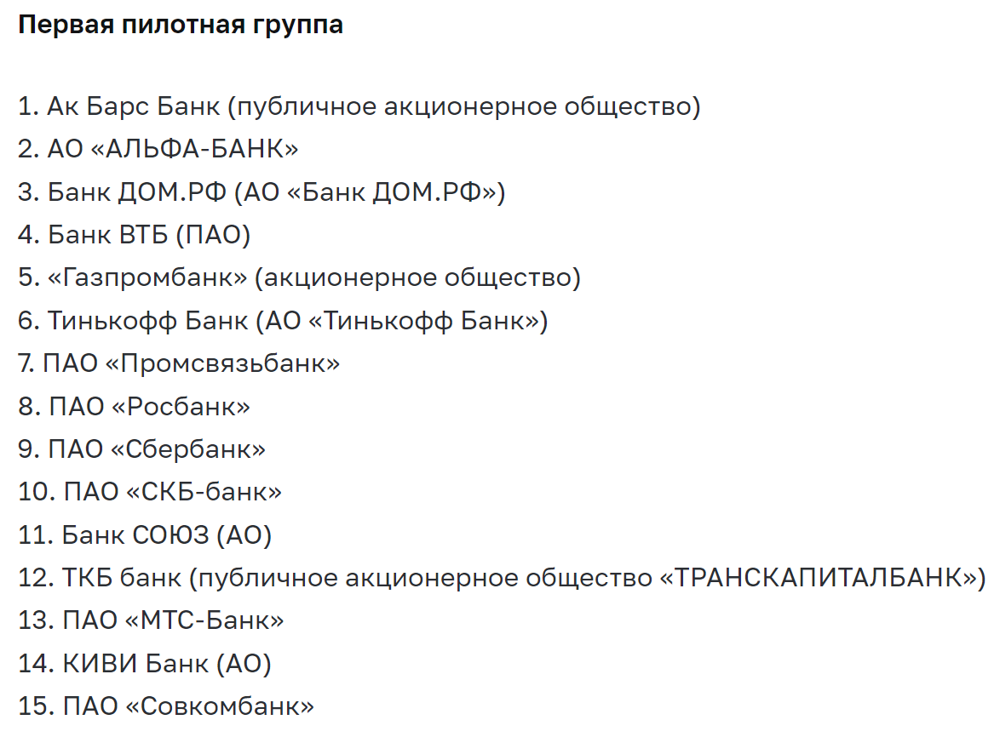 Первая пилотная группа
1. Ак Барс Банк (публичное акционерное общество)
2. АО «АЛЬФА-БАНК»
3. Банк ДОМ.РФ (АО «Банк ДОМ.РФ»)
4. Банк ВТБ (ПАО)
5. «Газпромбанк» (акционерное общество)
6. Тинькофф Банк (АО «Тинькофф Банк»)
7. ПАО «Промсвязьбанк»
8. ПАО «Росбанк»
9. ПАО «Сбербанк»
10. ПАО «СКБ-банк»
11. Банк СОЮЗ (АО)
12. ТКБ банк (публичное акционерное общество «ТРАНСКАПИТАЛБАНК»)
13. ПАО «МТС-Банк»
14. КИВИ Банк (АО)
15. ПАО «Совкомбанк»